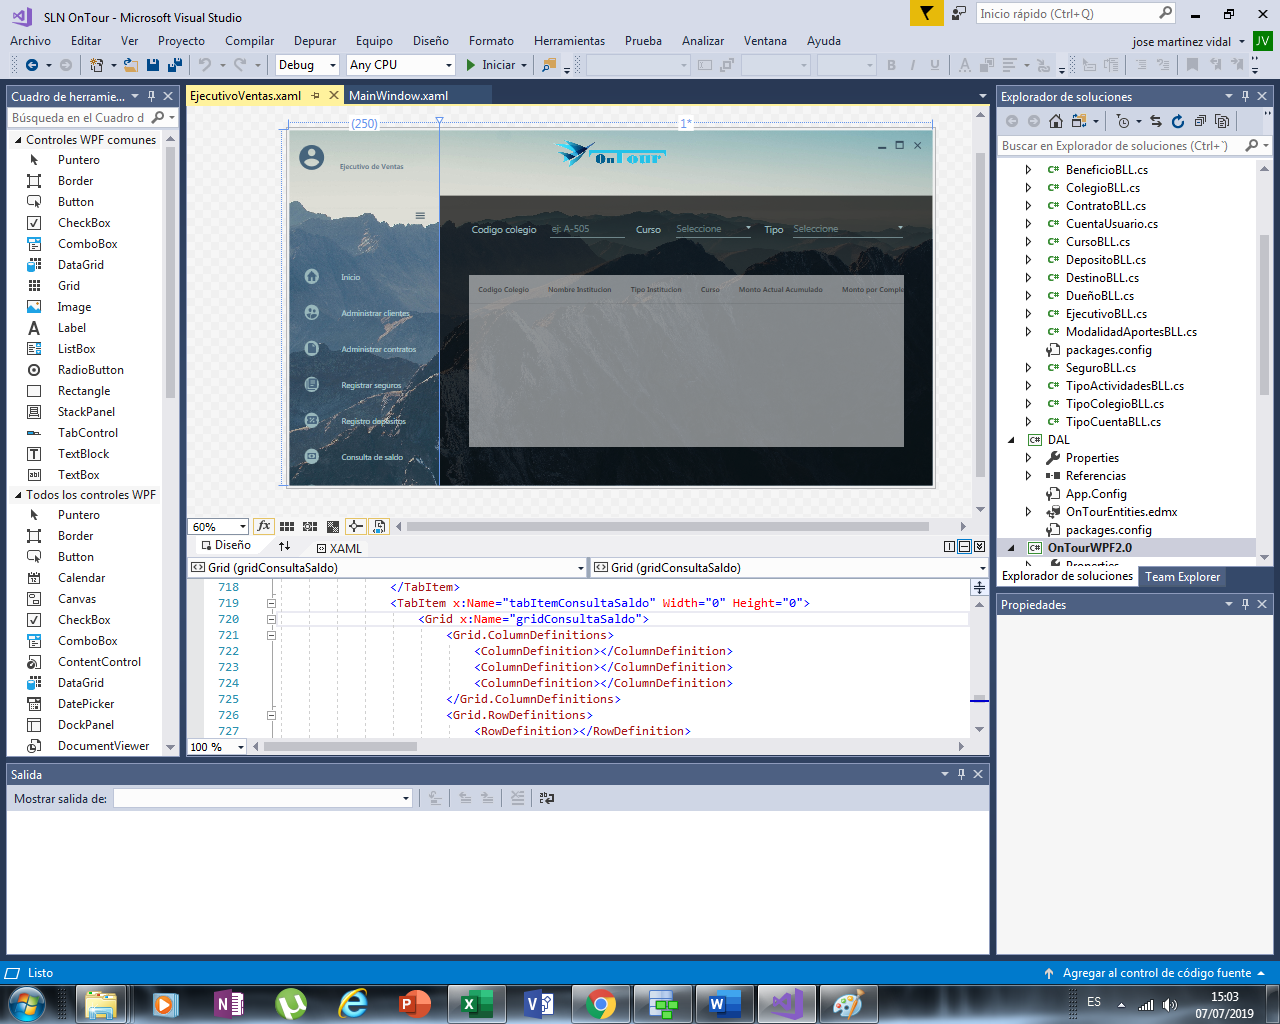 SLN OnTour - Microsoft Visual Studio
Inicio rápido (Ctrl+Q)
Archivo Editar Ver Proyecto Compilar Depurar Equipo Diseño Formato Herramientas Prueba Analizar Ventana Ayuda
jose martinez vidal JV
Debug Any CPU Iniciar
Cuadro de herramie...
Búsqueda en el Cuadro d
Controles WPF comunes
Puntero
Border
Button
CheckBox
ComboBox
DataGrid
Grid
Image
Label
ListBox
RadioButton
Rectangle
StackPanel
TabControl
TextBlock
TextBox
Todos los controles WPF
Puntero
Border
Button
Calendar
Canvas
CheckBox
ComboBox
ContentControl
DataGrid
DatePicker
DockPanel
DocumentViewer
EjecutivoVentas.xaml MainWindow.xaml
(250) 1*
Ejecutivo de Ventas
OnTour
Codigo colegio ej: A-505 Curso Seleccione Tipo Seleccione
Inicio
Administrar clientes
Administrar contratos
Registrar seguros
Registro depositos
Consulta de saldo
Codigo Colegio Nombre Institucion Tipo Institucion Curso Monto Actual Acumulado Monto por Comple
60% fx
Diseño XAML
Grid (gridConsultaSaldo) Grid (gridConsultaSaldo)
718 </TabItem>
719 <TabItem x:Name="tabItemConsultaSaldo" Width="0" Height="0">
720 <Grid x:Name="gridConsultaSaldo">
721 <Grid.ColumnDefinitions>
722 <ColumnDefinition></ColumnDefinition>
723 <ColumnDefinition></ColumnDefinition>
724 <ColumnDefinition></ColumnDefinition>
725 </Grid.ColumnDefinitions>
726 <Grid.RowDefinitions>
727 <RowDefinition></RowDefinition>
100 %
Explorador de soluciones
Buscar en Explorador de soluciones (Ctrl+¨)
C# BeneficioBLL.cs
C# ColegioBLL.cs
C# ContratoBLL.cs
C# CuentaUsuario.cs
C# CursoBLL.cs
C# DepositoBLL.cs
C# DestinoBLL.cs
C# DueñoBLL.cs
C# EjecutivoBLL.cs
C# ModalidadAportesBLL.cs
packages.config
C# SeguroBLL.cs
C# TipoActividadesBLL.cs
C# TipoColegioBLL.cs
C# TipoCuentaBLL.cs
C# DAL
Properties
Referencias
App.Config
OnTourEntities.edmx
packages.config
C# OnTourWPF2.0
Properties
Explorador de soluciones Team Explorer
Propiedades
Salida
Mostrar salida de:
Listo
Agregar al control de código fuente
ES
15:03
07/07/2019